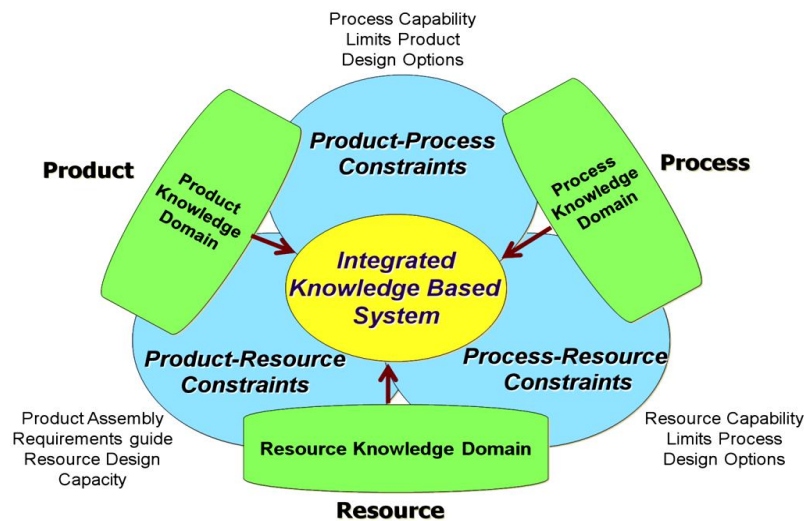 Process Capability
Limits Product
Design Options
Product-Process
Constraints
Product
Product
Knowledge
Domain
Process
Process
Knowledge
Domain
Integrated
Knowledge Based
System
Product-Resource
Constraints
Process-Resource
Constraints
Product Assembly
Requirements guide
Resource Design
Capacity
Resource Knowledge Domain
Resource
Resource Capability
Limits Process
Design Options